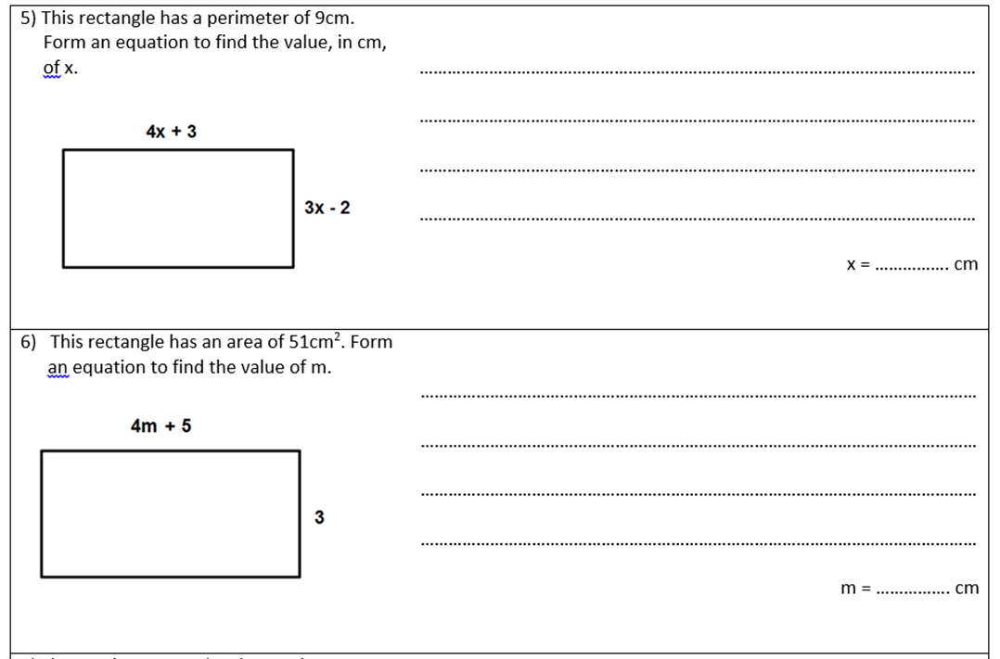 5) This rectangle has a perimeter of 9cm.
Form an equation to find the value, in cm,
of x.
4x + 3
3x - 2
x = ................ cm
6) This rectangle has an area of 51cm². Form
an equation to find the value of m.
4m + 5
3
m = ................ cm